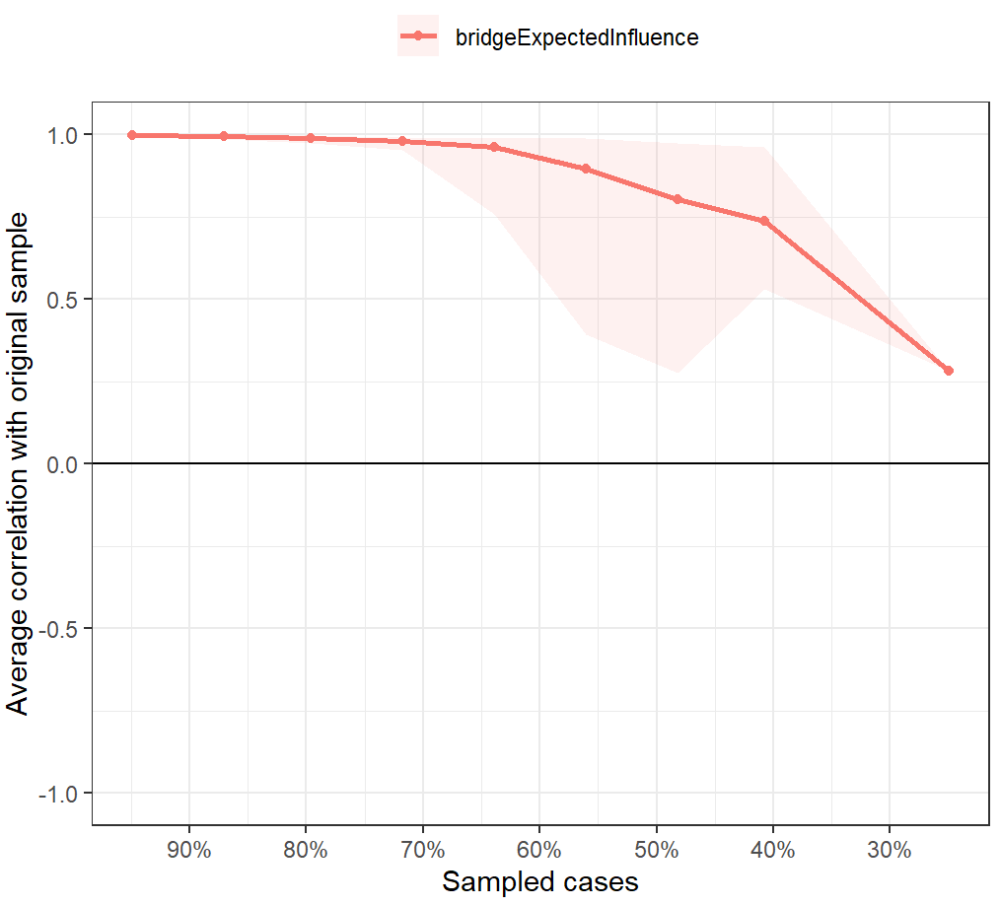 bridgeExpectedInfluence
Average correlation with original sample
1.0
0.5
0.0
-0.5
-1.0
90% 80% 70% 60% 50% 40% 30%
Sampled cases